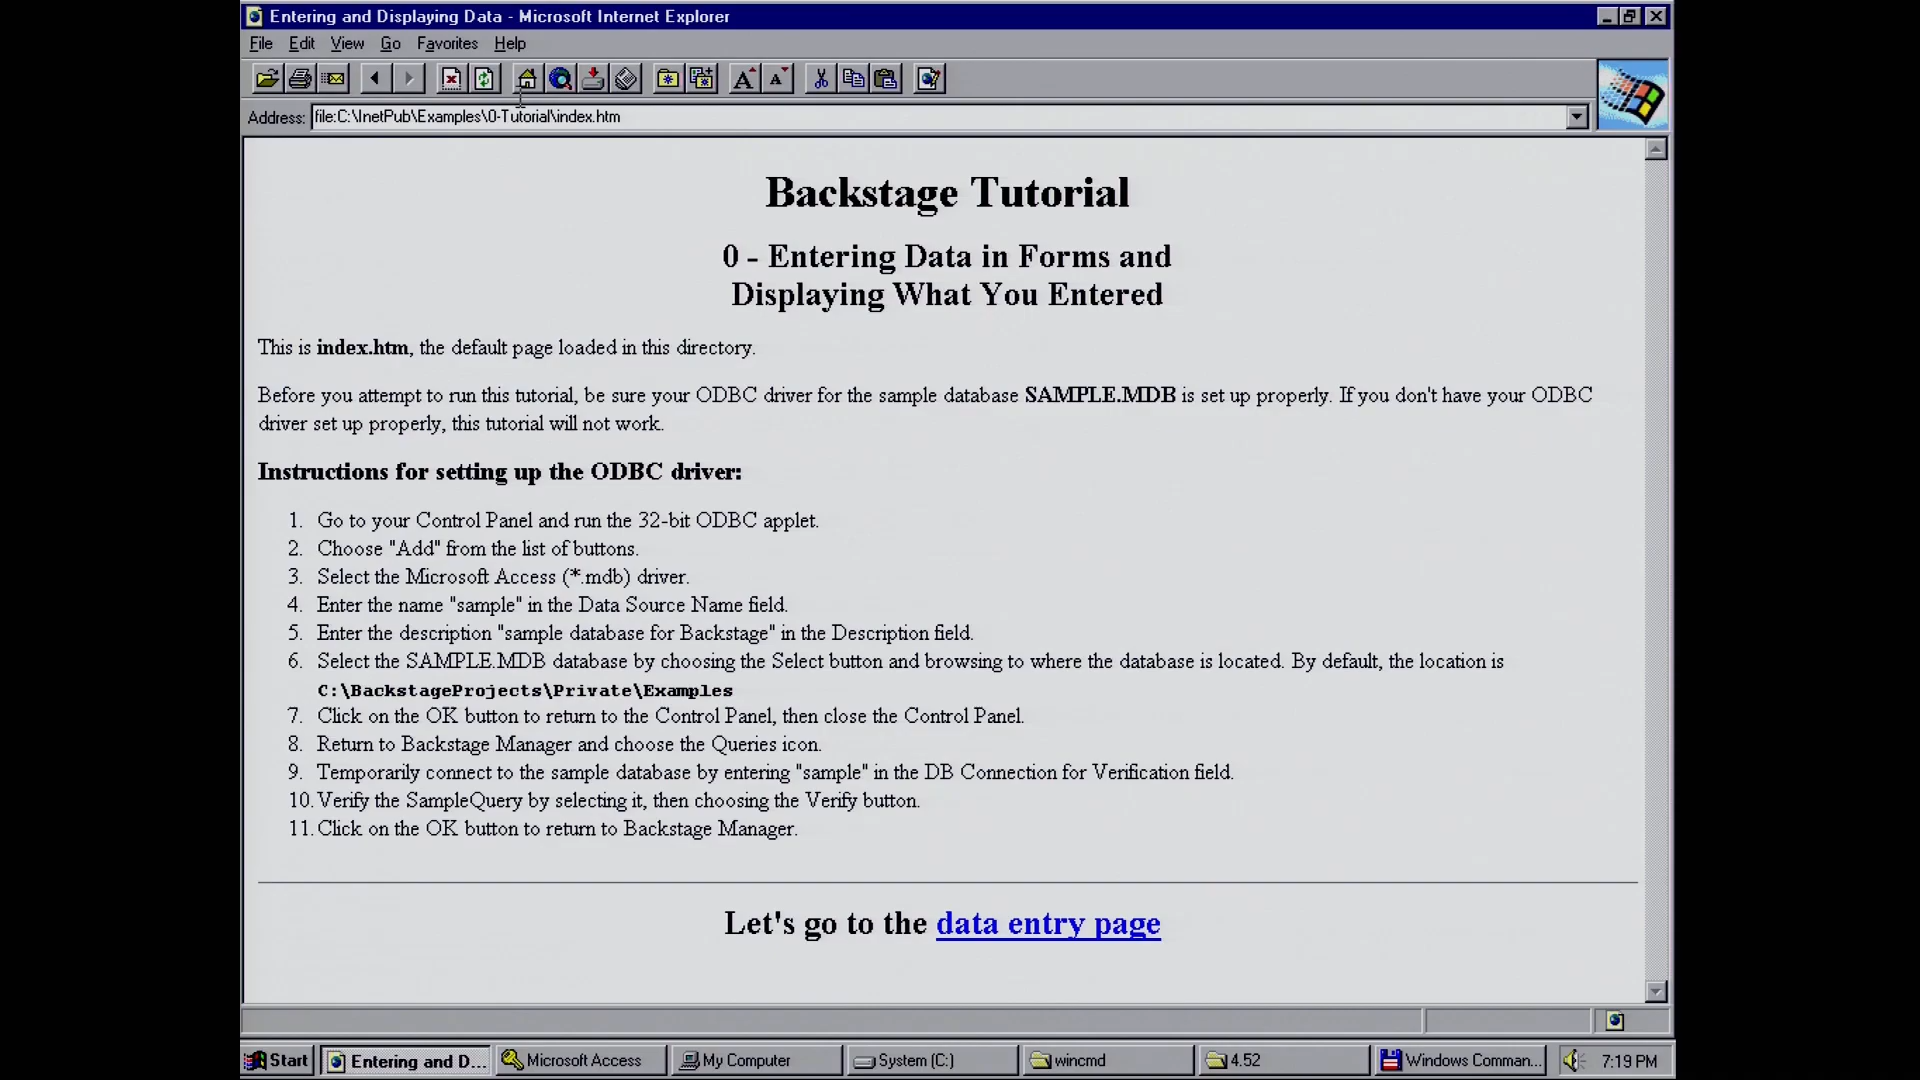 Entering and Displaying Data - Microsoft Internet Explorer
File Edit View Go Favorites Help
Address: file:C:\InetPub\Examples\0-Tutorial\index.htm
Backstage Tutorial
0 - Entering Data in Forms and
Displaying What You Entered
This is index.htm, the default page loaded in this directory.
Before you attempt to run this tutorial, be sure your ODBC driver for the sample database SAMPLE.MDB is set up properly. If you don't have your ODBC
driver set up properly, this tutorial will not work.
Instructions for setting up the ODBC driver:
1. Go to your Control Panel and run the 32-bit ODBC applet.
2. Choose "Add" from the list of buttons.
3. Select the Microsoft Access (*.mdb) driver.
4. Enter the name "sample" in the Data Source Name field.
5. Enter the description "sample database for Backstage" in the Description field.
6. Select the SAMPLE.MDB database by choosing the Select button and browsing to where the database is located. By default, the location is
C:\BackstageProjects\Private\Examples
7. Click on the OK button to return to the Control Panel, then close the Control Panel.
8. Return to Backstage Manager and choose the Queries icon.
9. Temporarily connect to the sample database by entering "sample" in the DB Connection for Verification field.
10. Verify the SampleQuery by selecting it, then choosing the Verify button.
11. Click on the OK button to return to Backstage Manager.
Let's go to the data entry page
Start Entering and D... Microsoft Access My Computer System (C:) wincmd 4.52 Windows Comman... 7:19 PM